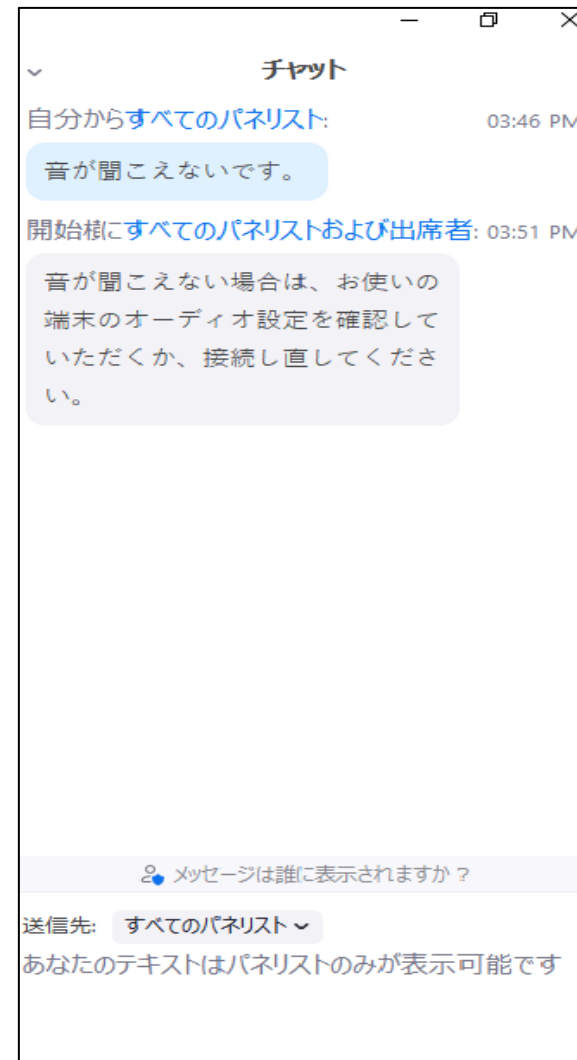 チャット
自分からすべてのパネリスト: 03:46 PM
音が聞こえないです。
開始様にすべてのパネリストおよび出席者: 03:51 PM
音が聞こえない場合は、お使いの
端末のオーディオ設定を確認して
いただくか、接続し直してくださ
い。
メッセージは誰に表示されますか?
送信先: すべてのパネリスト
あなたのテキストはパネリストのみが表示可能です